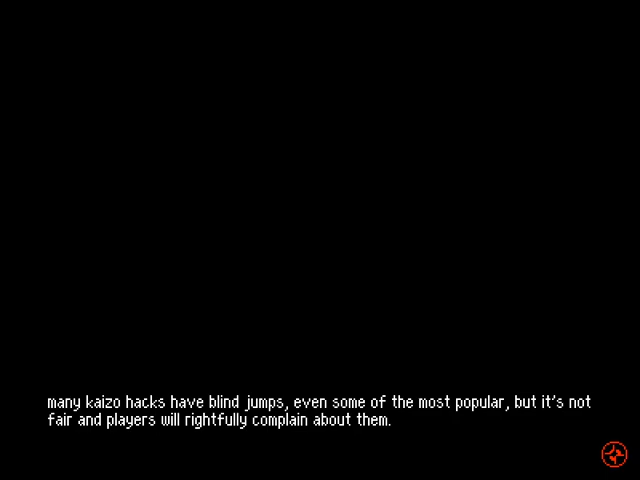 many kaizo hacks have blind jumps, even some of the most popular, but it's not
fair and players will rightfully complain about them.